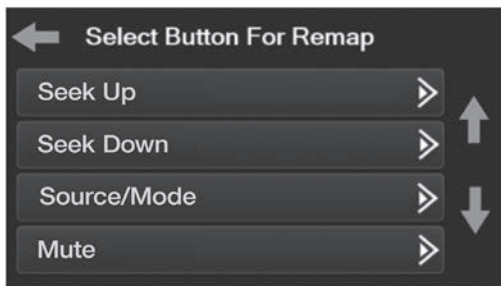 Select Button For Remap
Seek Up
Seek Down
Source/Mode
Mute